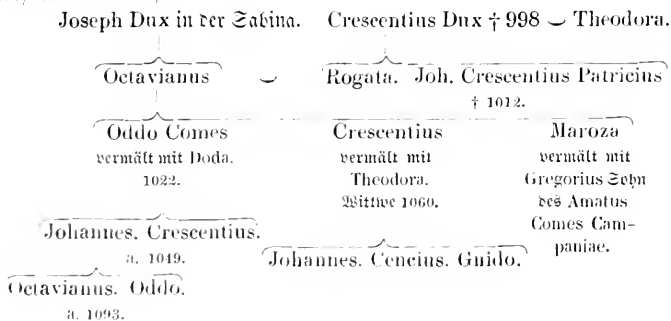 Joseph Dux in der Sabina. Crescentius Dux † 998 ⌣ Theodora.
Octavianus ⌣ Rogata. Joh. Crescentius Patricius
† 1012.
Oddo Comes Crescentius Maroza
vermält mit Doda. vermält mit vermält mit
1022. Theodora. Gregorius Sohn
Wittwe 1060. des Amatus
Comes Cam-
Johannes. Crescentius. paniae.
a. 1049. Johannes. Cencius. Guido.
Octavianus. Oddo.
a. 1093.